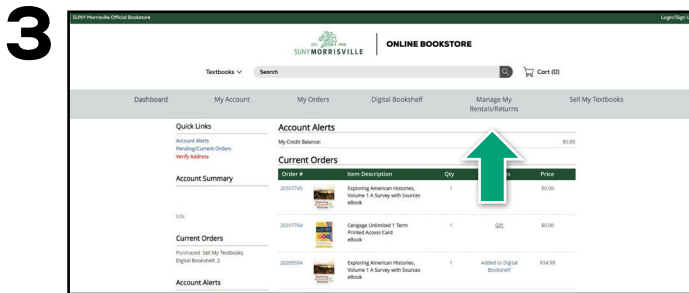 3
SUNY Morrisville Official Bookstore
Login/Sign U
EST. 1908
SUNY MORRISVILLE
ONLINE BOOKSTORE
Textbooks
Search
Cart (0)
Dashboard
My Account
My Orders
Digital Bookshelf
Manage My
Rentals/Returns
Sell My Textbooks
Quick Links
Account Alerts
Pending/Current Orders
Verify Address
Account Summary
Edit
Current Orders
Purchased: Sell My Textbooks
Digital Bookshelf: 2
Account Alerts
Account Alerts
My Credit Balance:
$0.00
Current Orders
Order # Item Description Qty Price
20317745 Exploring American Histories, 1 $0.00
Volume 1 A Survey with Sources
eBook
20317744 Cengage Unlimited 1 Term 1 Gift $0.00
Printed Access Card
eBook
20205594 Exploring American Histories, 1 Added to Digital $34.99
Volume 1 A Survey with Sources Bookshelf
eBook